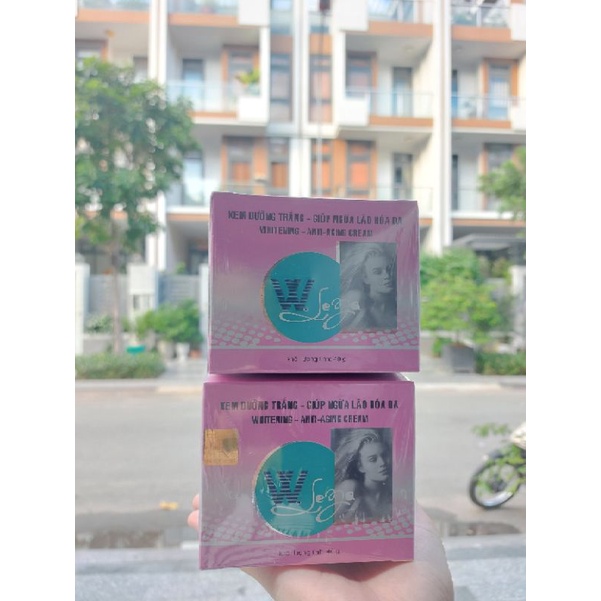 KEM DƯỠNG TRẮNG - GIÚP NGỪA LÃO HÓA DA
WHITENING - ANTI-AGING CREAM
W
KEM DƯỠNG TRẮNG - GIÚP NGỪA LÃO HÓA DA
WHITENING - ANTI-AGING CREAM
W